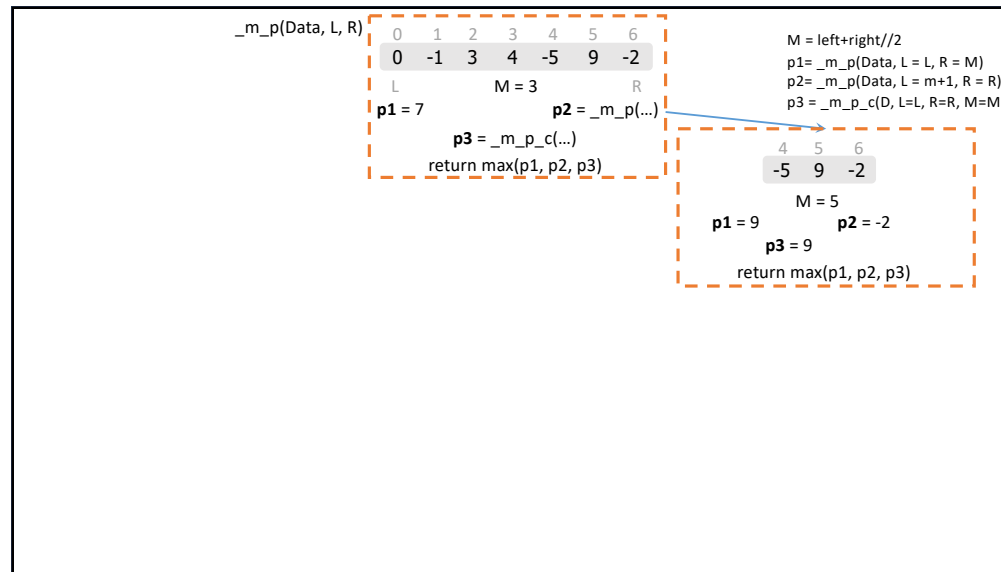 _m_p(Data, L, R)
0 1 2 3 4 5 6
0 -1 3 4 -5 9 -2
L M = 3 R
p1 = 7 p2 = _m_p(...)
p3 = _m_p_c(...)
return max(p1, p2, p3)
M = left+right//2
p1= _m_p(Data, L = L, R = M)
p2= _m_p(Data, L = m+1, R = R)
p3 = _m_p_c(D, L=L, R=R, M=M
4 5 6
-5 9 -2
M = 5
p1 = 9 p2 = -2
p3 = 9
return max(p1, p2, p3)